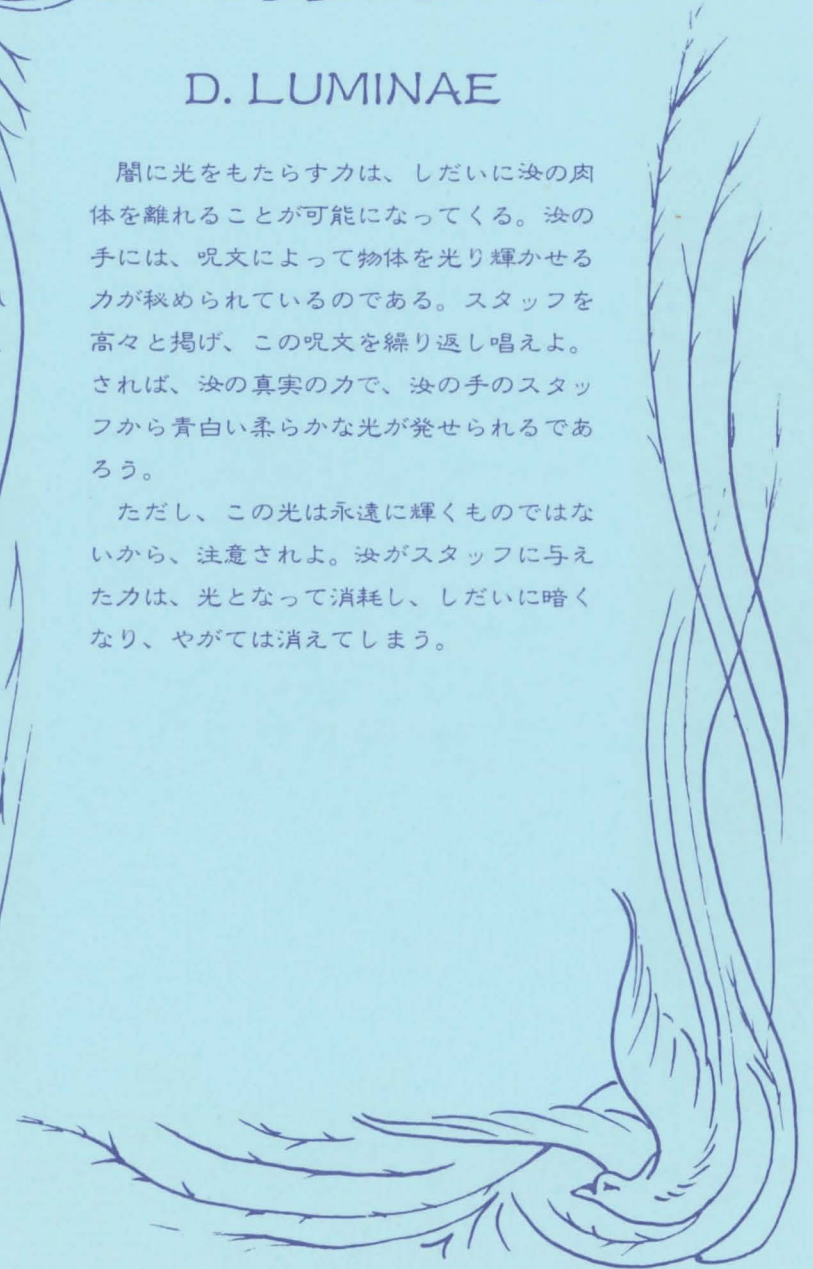 D. LUMINAE
闇に光をもたらす力は、しだいに汝の肉
体を離れることが可能になってくる。汝の
手には、呪文によって物体を光り輝かせる
力が秘められているのである。スタッフを
高々と掲げ、この呪文を繰り返し唱えよ。
されば、汝の真実の力で、汝の手のスタッ
フから青白い柔らかな光が発せられるであ
ろう。
ただし、この光は永遠に輝くものではな
いから、注意されよ。汝がスタッフに与え
た力は、光となって消耗し、しだいに暗く
なり、やがては消えてしまう。